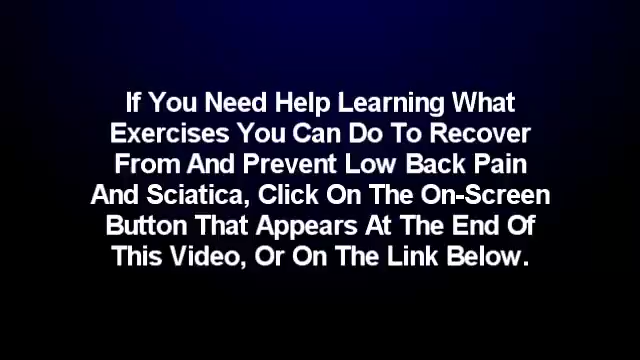 If You Need Help Learning What
Exercises You Can Do To Recover
From And Prevent Low Back Pain
And Sciatica, Click On The On-Screen
Button That Appears At The End Of
This Video, Or On The Link Below.